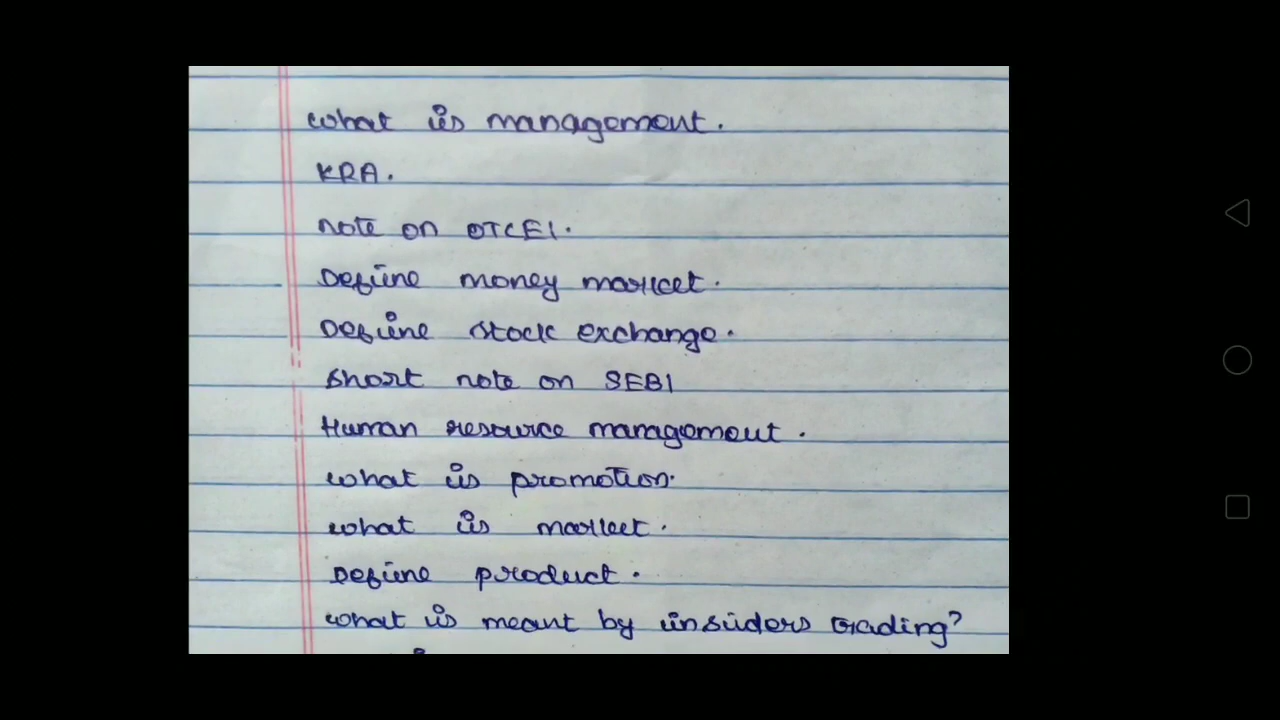 What is management.
KRA.
Note on OTCEI.
Define money market.
Define stock exchange.
Short note on SEBI
Human resource management.
What is promotion.
What is market.
Define product.
What is meant by insiders trading?